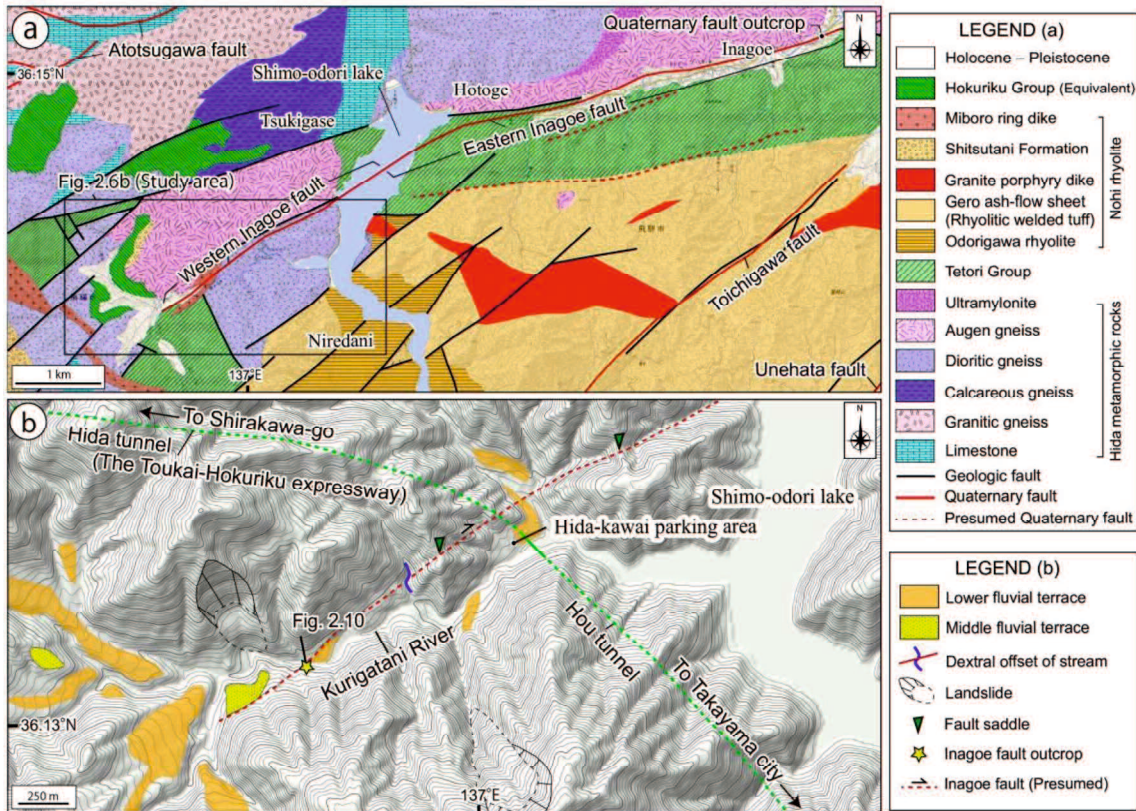 a
Atotsugawa fault
Quaternary fault outcrop
N
Inagoe
36.15°N
Shimo-odori lake
Hotoge
Tsukigase
Eastern Inagoe fault
Fig. 2.6b (Study area)
Western Inagoe fault
Toichigawa fault
Niredani
1 km
137°E
Unehata fault
b
N
To Shirakawa-go
Hida tunnel
(The Toukai-Hokuriku expressway)
Shimo-odori lake
Hida-kawai parking area
Fig. 2.10
Kurigatani River
Hou tunnel
To Takayama city
36.13°N
250 m
137°E
LEGEND (a)
Holocene – Pleistocene
Hokuriku Group (Equivalent)
Miboro ring dike
Shitsutani Formation
Granite porphyry dike
Gero ash-flow sheet
(Rhyolitic welded tuff)
Odorigawa rhyolite
Nohi rhyolite
Tetori Group
Ultramylonite
Augen gneiss
Dioritic gneiss
Calcareous gneiss
Granitic gneiss
Limestone
Hida metamorphic rocks
Geologic fault
Quaternary fault
Presumed Quaternary fault
LEGEND (b)
Lower fluvial terrace
Middle fluvial terrace
Dextral offset of stream
Landslide
Fault saddle
Inagoe fault outcrop
Inagoe fault (Presumed)